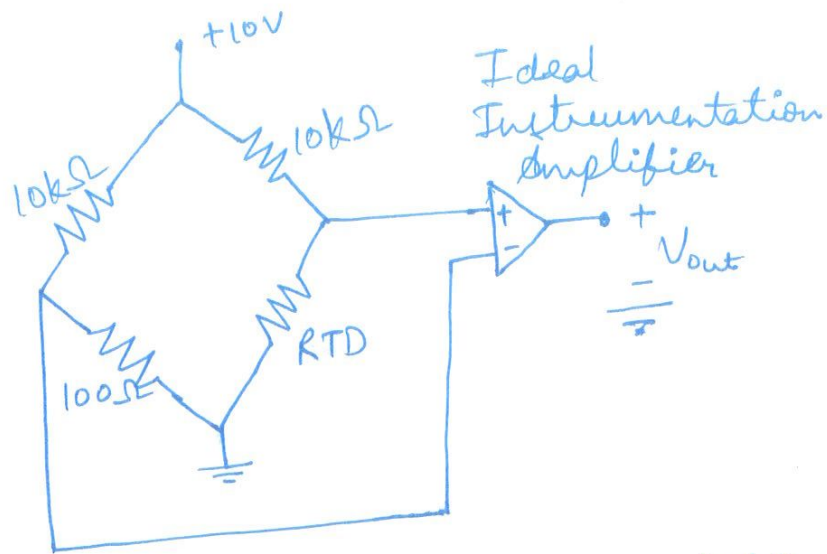 +10V
10kΩ
10kΩ
100Ω
RTD
Ideal
Instrumentation
Amplifier
+
-
+
Vout
-